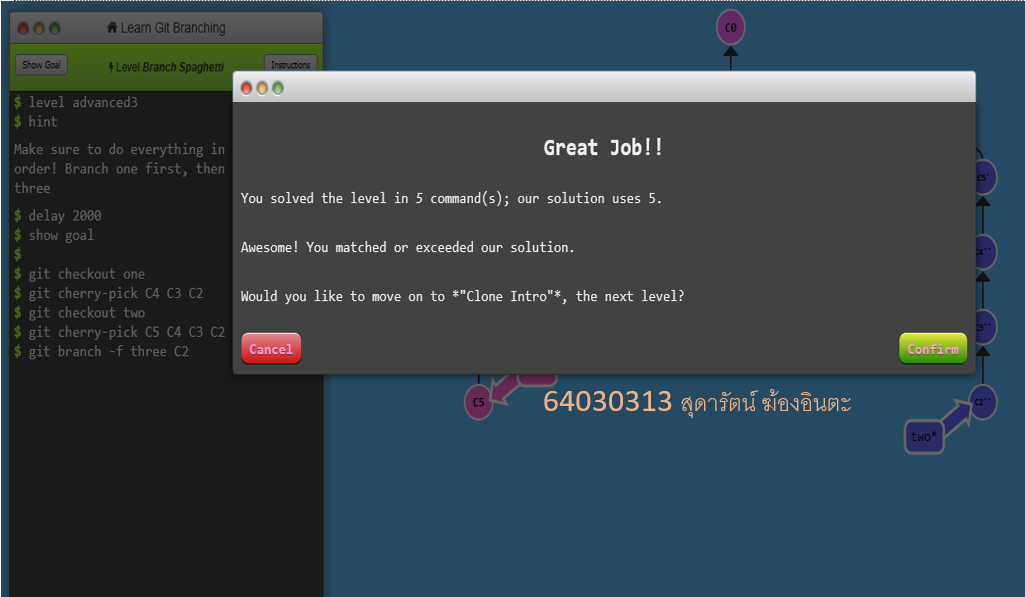 Learn Git Branching
C0
Show Goal
Level Branch Spaghetti
Instructions
$ level advanced3
$ hint
Make sure to do everything in
order! Branch one first, then
three
$ delay 2000
$ show goal
$
$ git checkout one
$ git cherry-pick C4 C3 C2
$ git checkout two
$ git cherry-pick C5 C4 C3 C2
$ git branch -f three C2
Great Job!!
You solved the level in 5 command(s); our solution uses 5.
Awesome! You matched or exceeded our solution.
Would you like to move on to *"Clone Intro"*, the next level?
Cancel
Confirm
C5'
C4''
C3''
C2''
C5
64030313 สุดารัตน์ ฆ้องอินตะ
two*